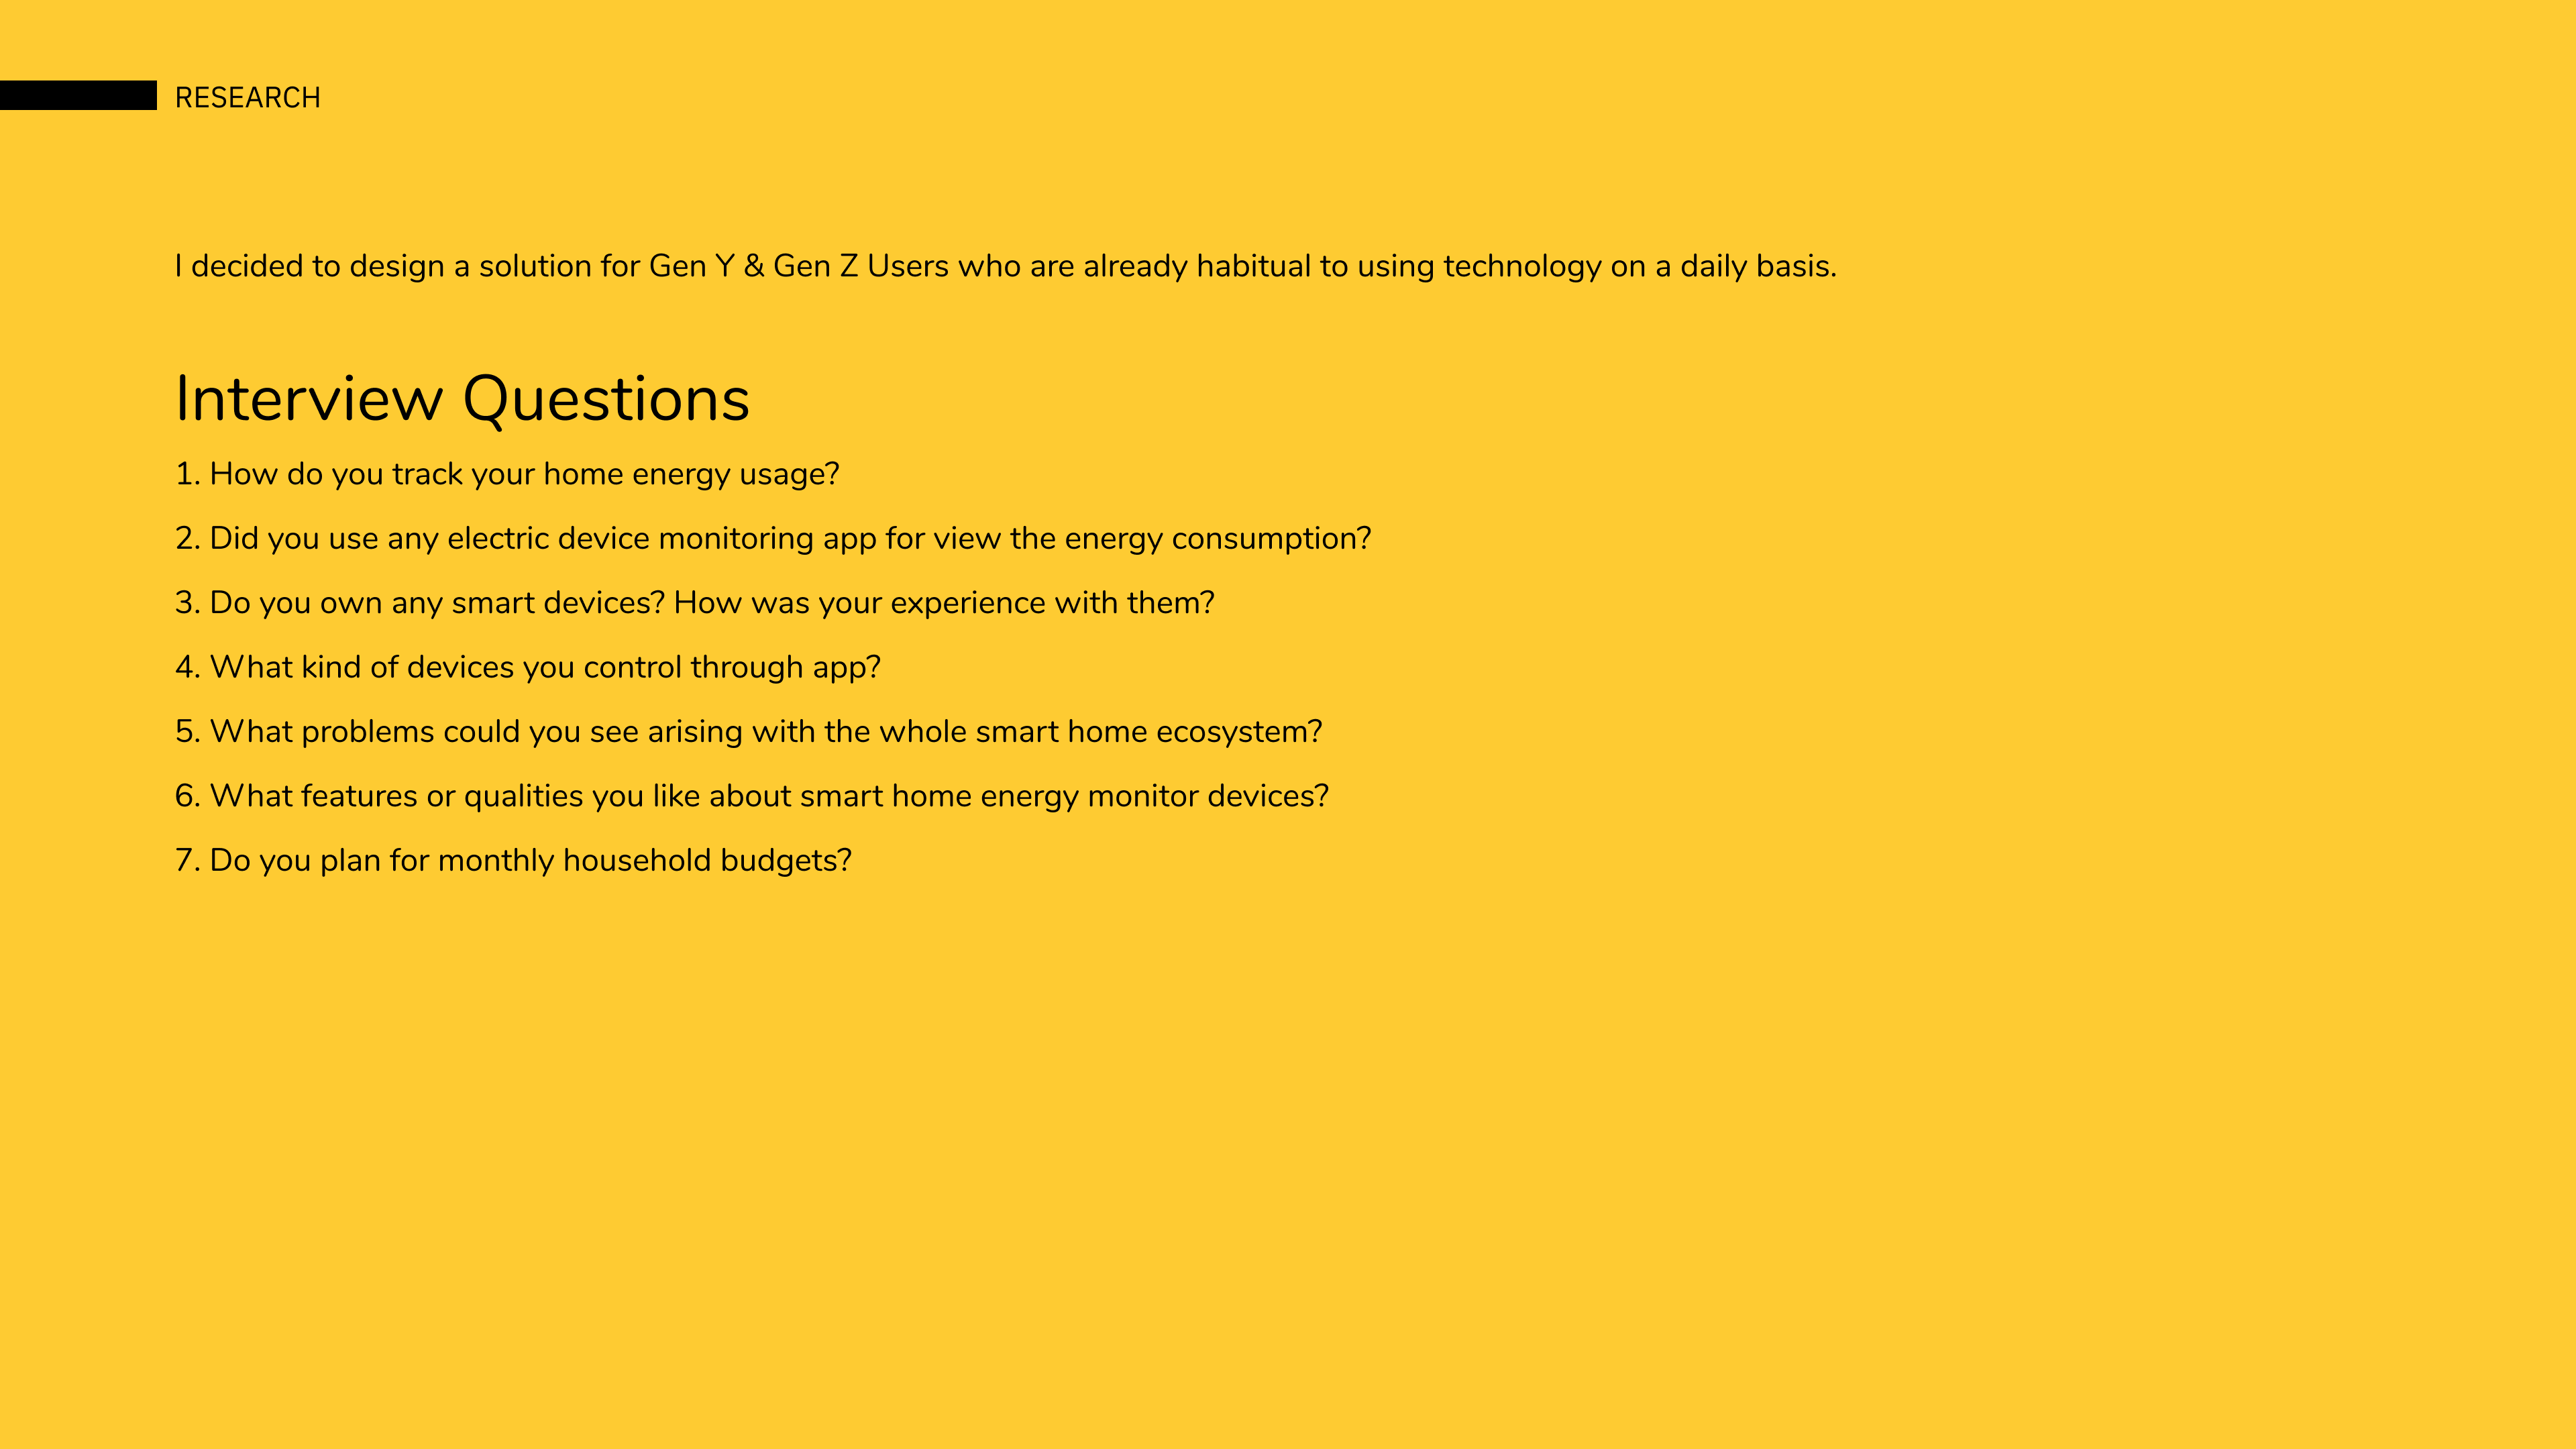 RESEARCH
I decided to design a solution for Gen Y & Gen Z Users who are already habitual to using technology on a daily basis.
Interview Questions
1. How do you track your home energy usage?
2. Did you use any electric device monitoring app for view the energy consumption?
3. Do you own any smart devices? How was your experience with them?
4. What kind of devices you control through app?
5. What problems could you see arising with the whole smart home ecosystem?
6. What features or qualities you like about smart home energy monitor devices?
7. Do you plan for monthly household budgets?